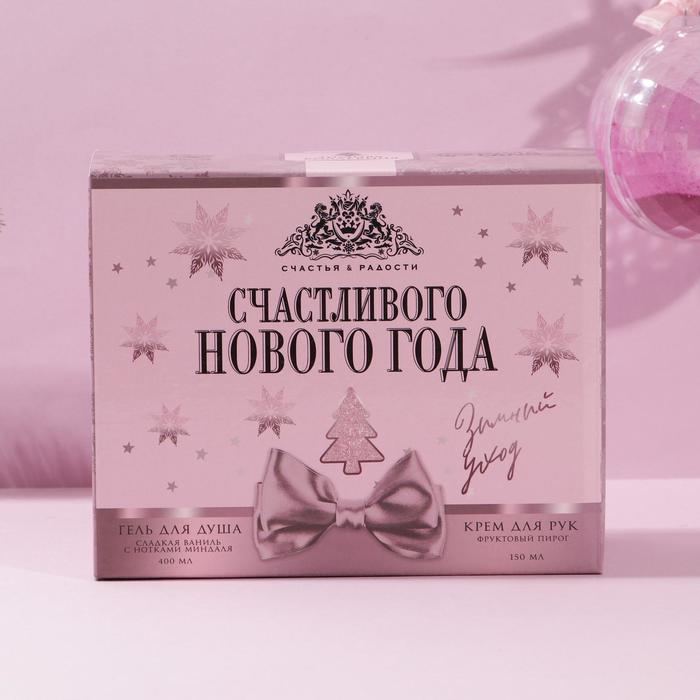 СЧАСТЬЯ & РАДОСТИ
СЧАСТЛИВОГО
НОВОГО ГОДА
Зимний
уход
ГЕЛЬ ДЛЯ ДУША
СЛАДКАЯ ВАНИЛЬ
С НОТКАМИ МИНДАЛЯ
400 МЛ
КРЕМ ДЛЯ РУК
ФРУКТОВЫЙ ПИРОГ
150 МЛ